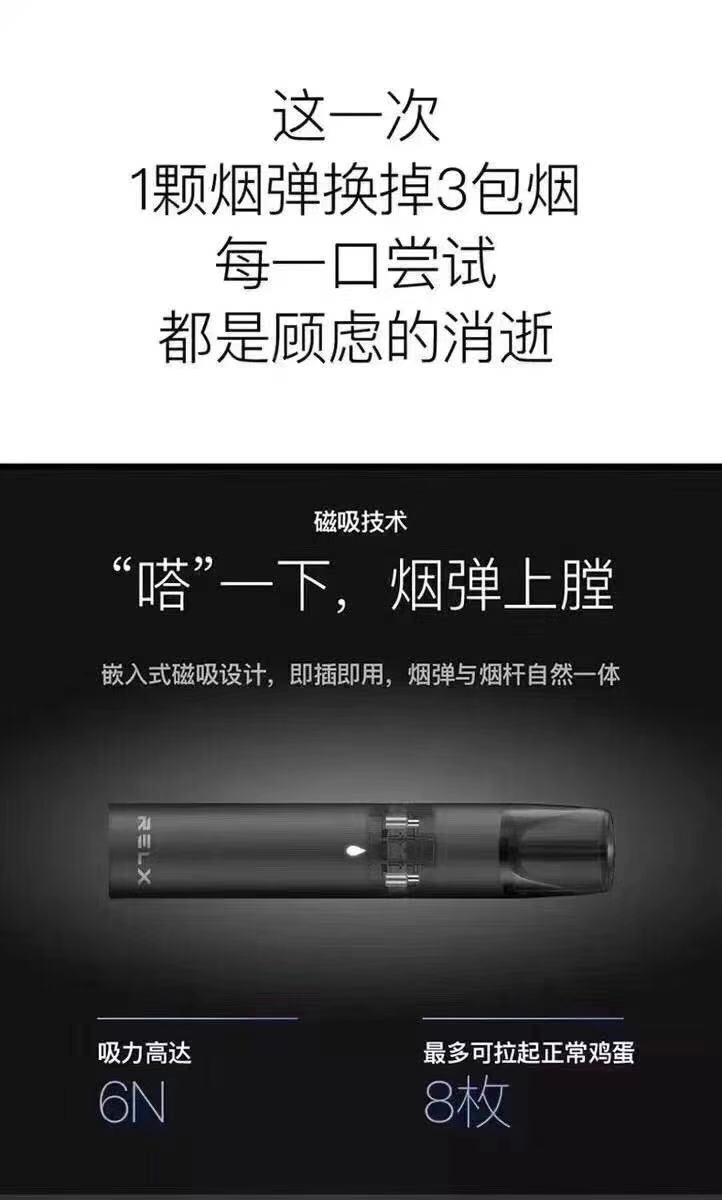 这一次
1颗烟弹换掉3包烟
每一口尝试
都是顾虑的消逝
磁吸技术
“嗒”一下，烟弹上膛
嵌入式磁吸设计，即插即用，烟弹与烟杆自然一体
RELX
吸力高达
6N
最多可拉起正常鸡蛋
8枚